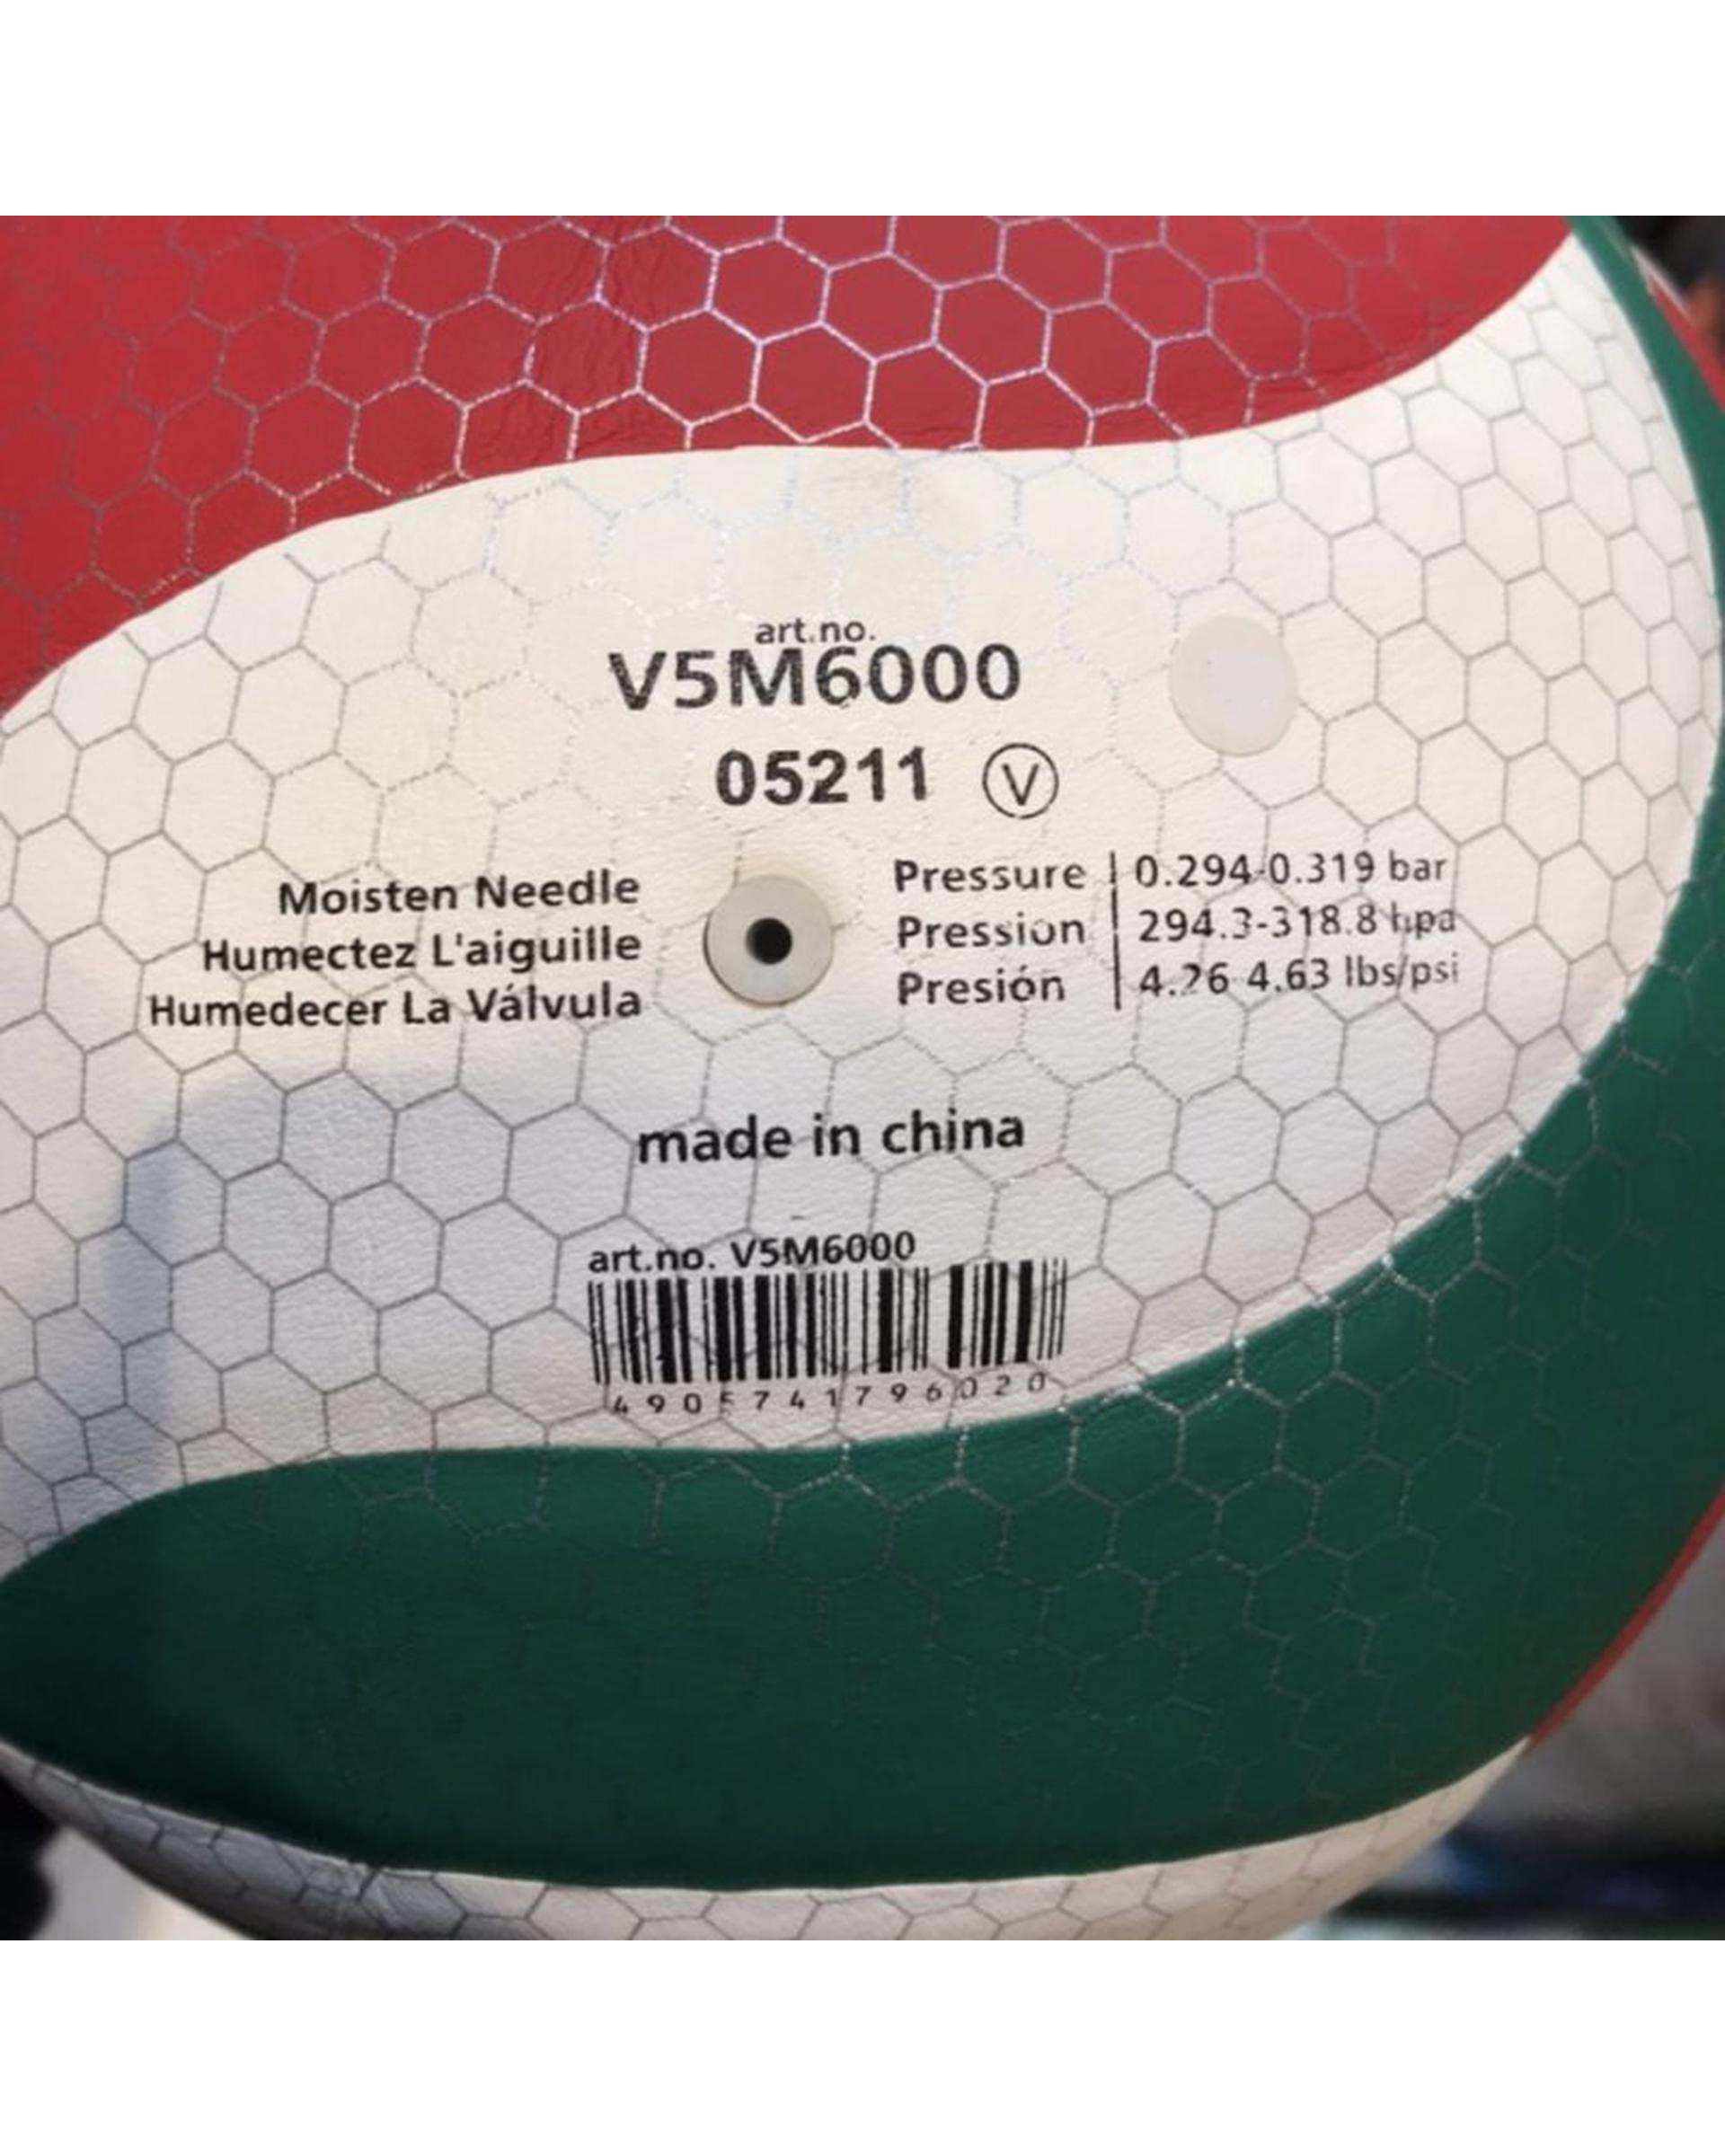 art.no.
V5M6000
05211 Ⓥ
Moisten Needle
Humectez L'aiguille
Humedecer La Válvula
Pressure | 0.294-0.319 bar
Pression | 294.3-318.8 hpa
Presión | 4.26-4.63 lbs/psi
made in china
art.no. V5M6000
4905741796020